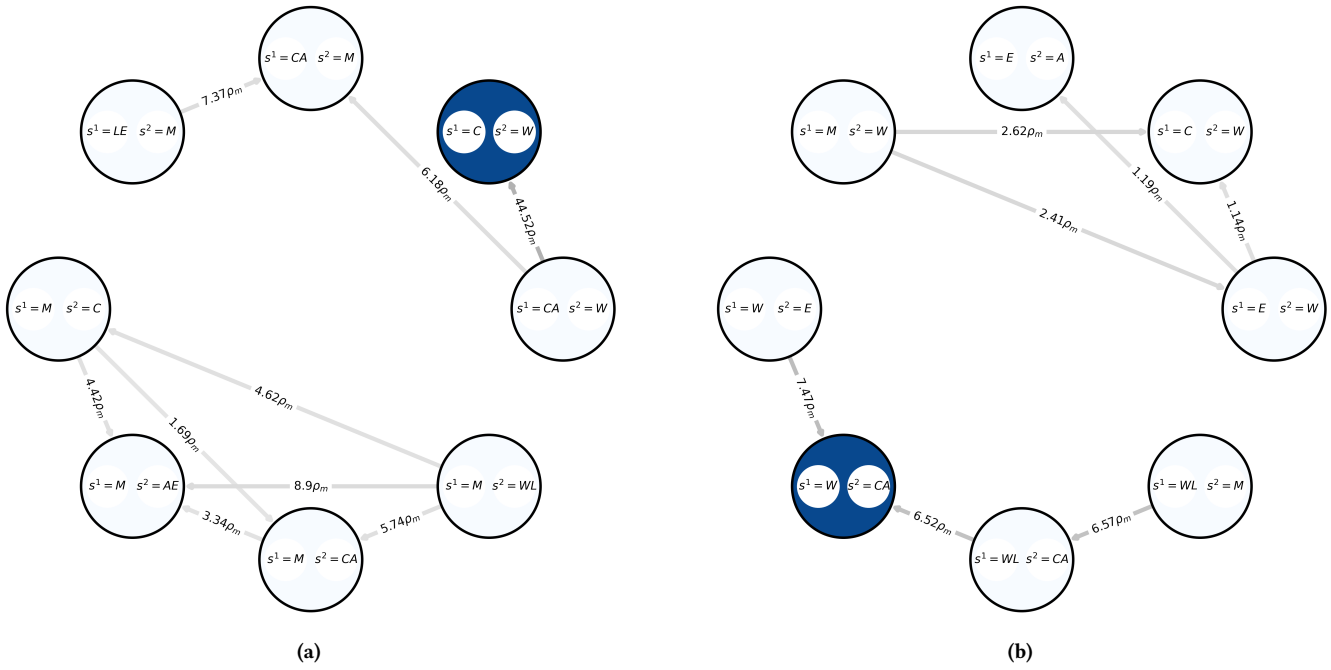 s¹ = CA s² = M
7.37ρₘ
s¹ = LE s² = M
s¹ = C s² = W
6.18ρₘ
44.52ρₘ
s¹ = M s² = C
s¹ = CA s² = W
4.42ρₘ
4.62ρₘ
1.69ρₘ
s¹ = M s² = AE
8.9ρₘ
s¹ = M s² = WL
3.34ρₘ
5.74ρₘ
s¹ = M s² = CA
(a)
s¹ = E s² = A
s¹ = M s² = W
2.62ρₘ
s¹ = C s² = W
1.19ρₘ
2.41ρₘ
1.14ρₘ
s¹ = W s² = E
s¹ = E s² = W
7.47ρₘ
s¹ = W s² = CA
s¹ = WL s² = M
6.52ρₘ
6.57ρₘ
s¹ = WL s² = CA
(b)